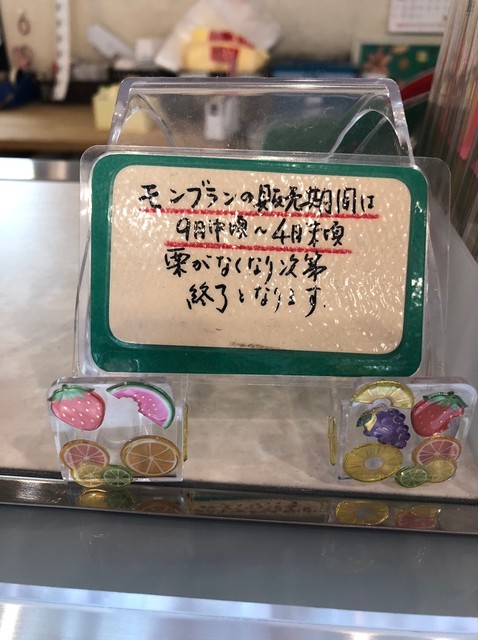 モンブランの販売期間は
9月中頃〜4月末頃
栗がなくなり次第
終了となります.